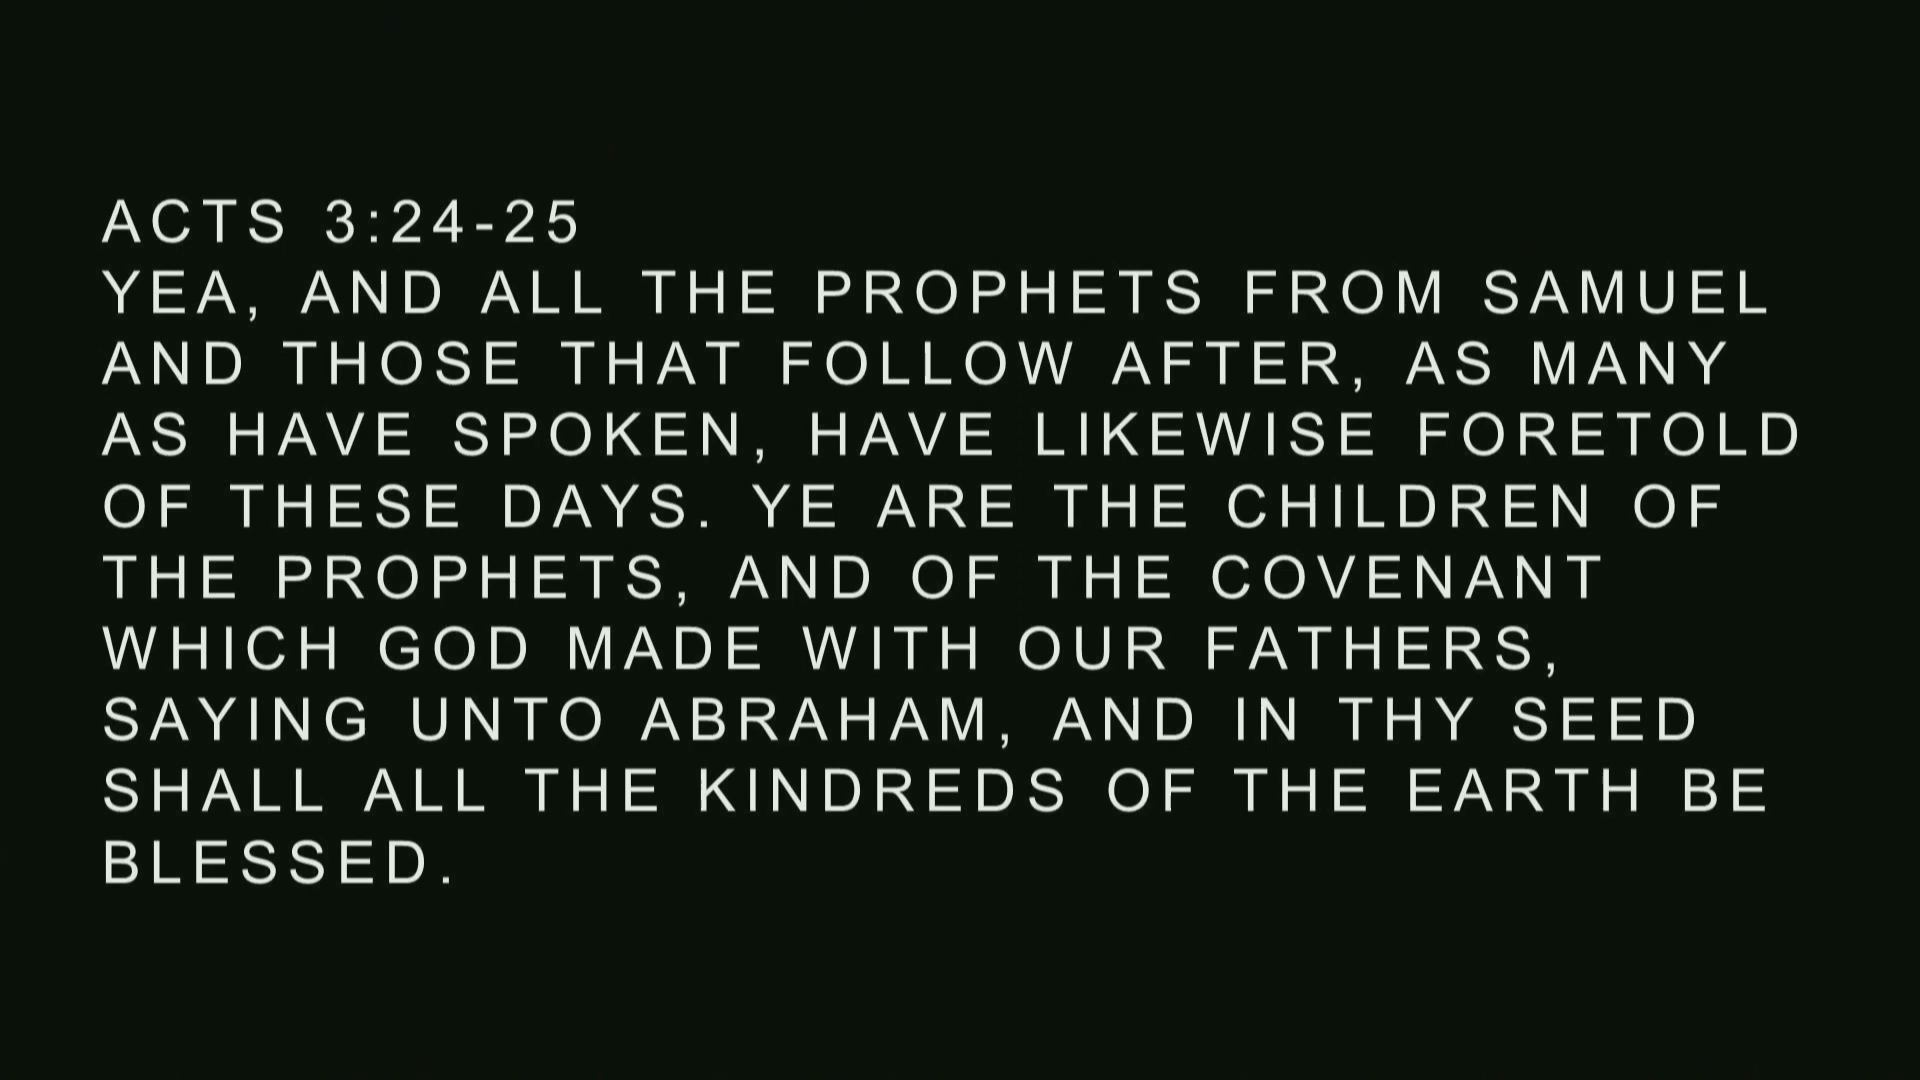 ACTS 3:24-25
YEA, AND ALL THE PROPHETS FROM SAMUEL
AND THOSE THAT FOLLOW AFTER, AS MANY
AS HAVE SPOKEN, HAVE LIKEWISE FORETOLD
OF THESE DAYS. YE ARE THE CHILDREN OF
THE PROPHETS, AND OF THE COVENANT
WHICH GOD MADE WITH OUR FATHERS,
SAYING UNTO ABRAHAM, AND IN THY SEED
SHALL ALL THE KINDREDS OF THE EARTH BE
BLESSED.